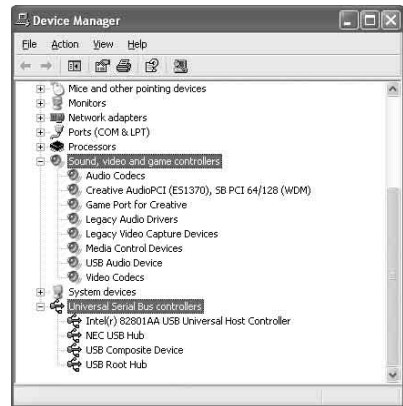 Device Manager
File Action View Help
Mice and other pointing devices
Monitors
Network adapters
Ports (COM & LPT)
Processors
Sound, video and game controllers
Audio Codecs
Creative AudioPCI (ES1370), SB PCI 64/128 (WDM)
Game Port for Creative
Legacy Audio Drivers
Legacy Video Capture Devices
Media Control Devices
USB Audio Device
Video Codecs
System devices
Universal Serial Bus controllers
Intel(r) 82801AA USB Universal Host Controller
NEC USB Hub
USB Composite Device
USB Root Hub